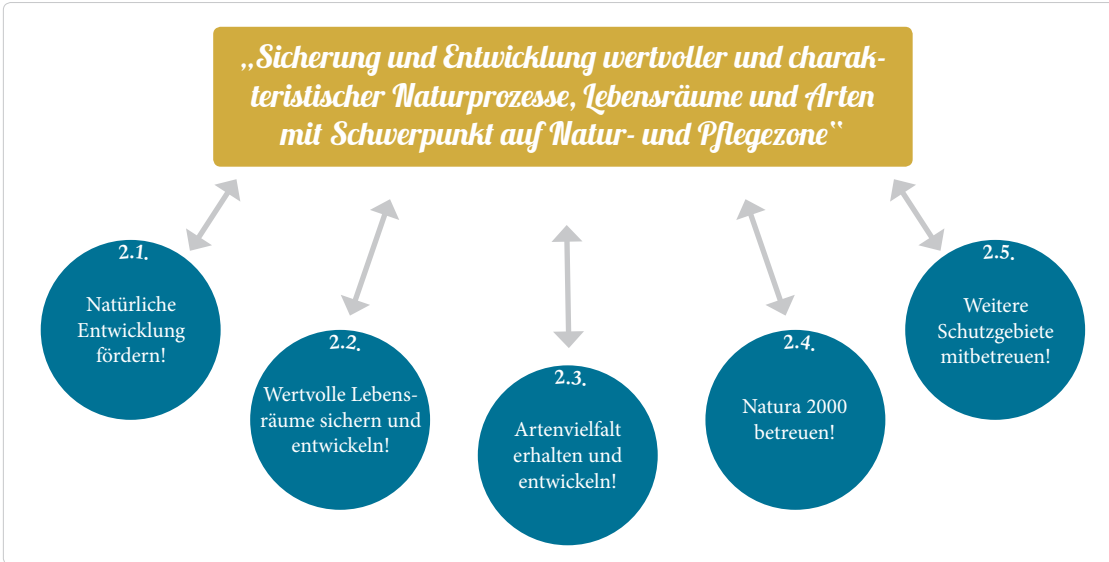 „Sicherung und Entwicklung wertvoller und charak-
teristischer Naturprozesse, Lebensräume und Arten
mit Schwerpunkt auf Natur- und Pflegezone“
2.1.
Natürliche
Entwicklung
fördern!
2.2.
Wertvolle Lebens-
räume sichern und
entwickeln!
2.3.
Artenvielfalt
erhalten und
entwickeln!
2.4.
Natura 2000
betreuen!
2.5.
Weitere
Schutzgebiete
mitbetreuen!